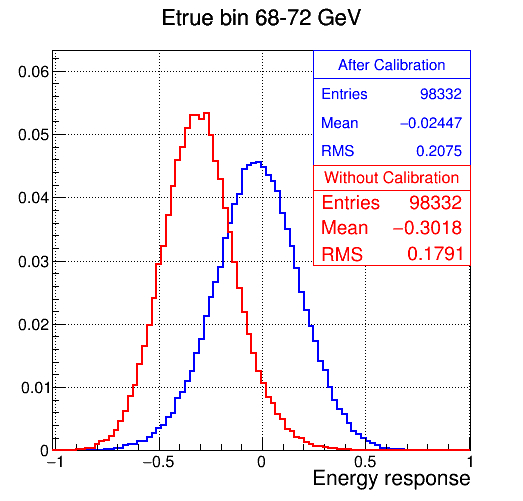 Etrue bin 68-72 GeV
After Calibration
Entries 98332
Mean −0.02447
RMS 0.2075
Without Calibration
Entries 98332
Mean −0.3018
RMS 0.1791
0.06
0.05
0.04
0.03
0.02
0.01
0
−1 −0.5 0 0.5 1
Energy response